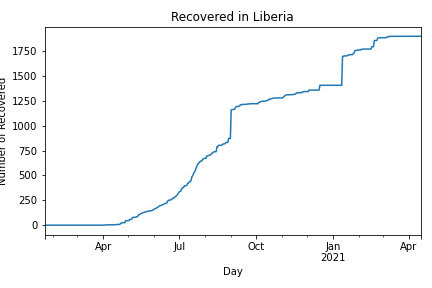 Recovered in Liberia
Number of Recovered
1750
1500
1250
1000
750
500
250
0
Apr
Jul
Oct
Jan
2021
Apr
Day